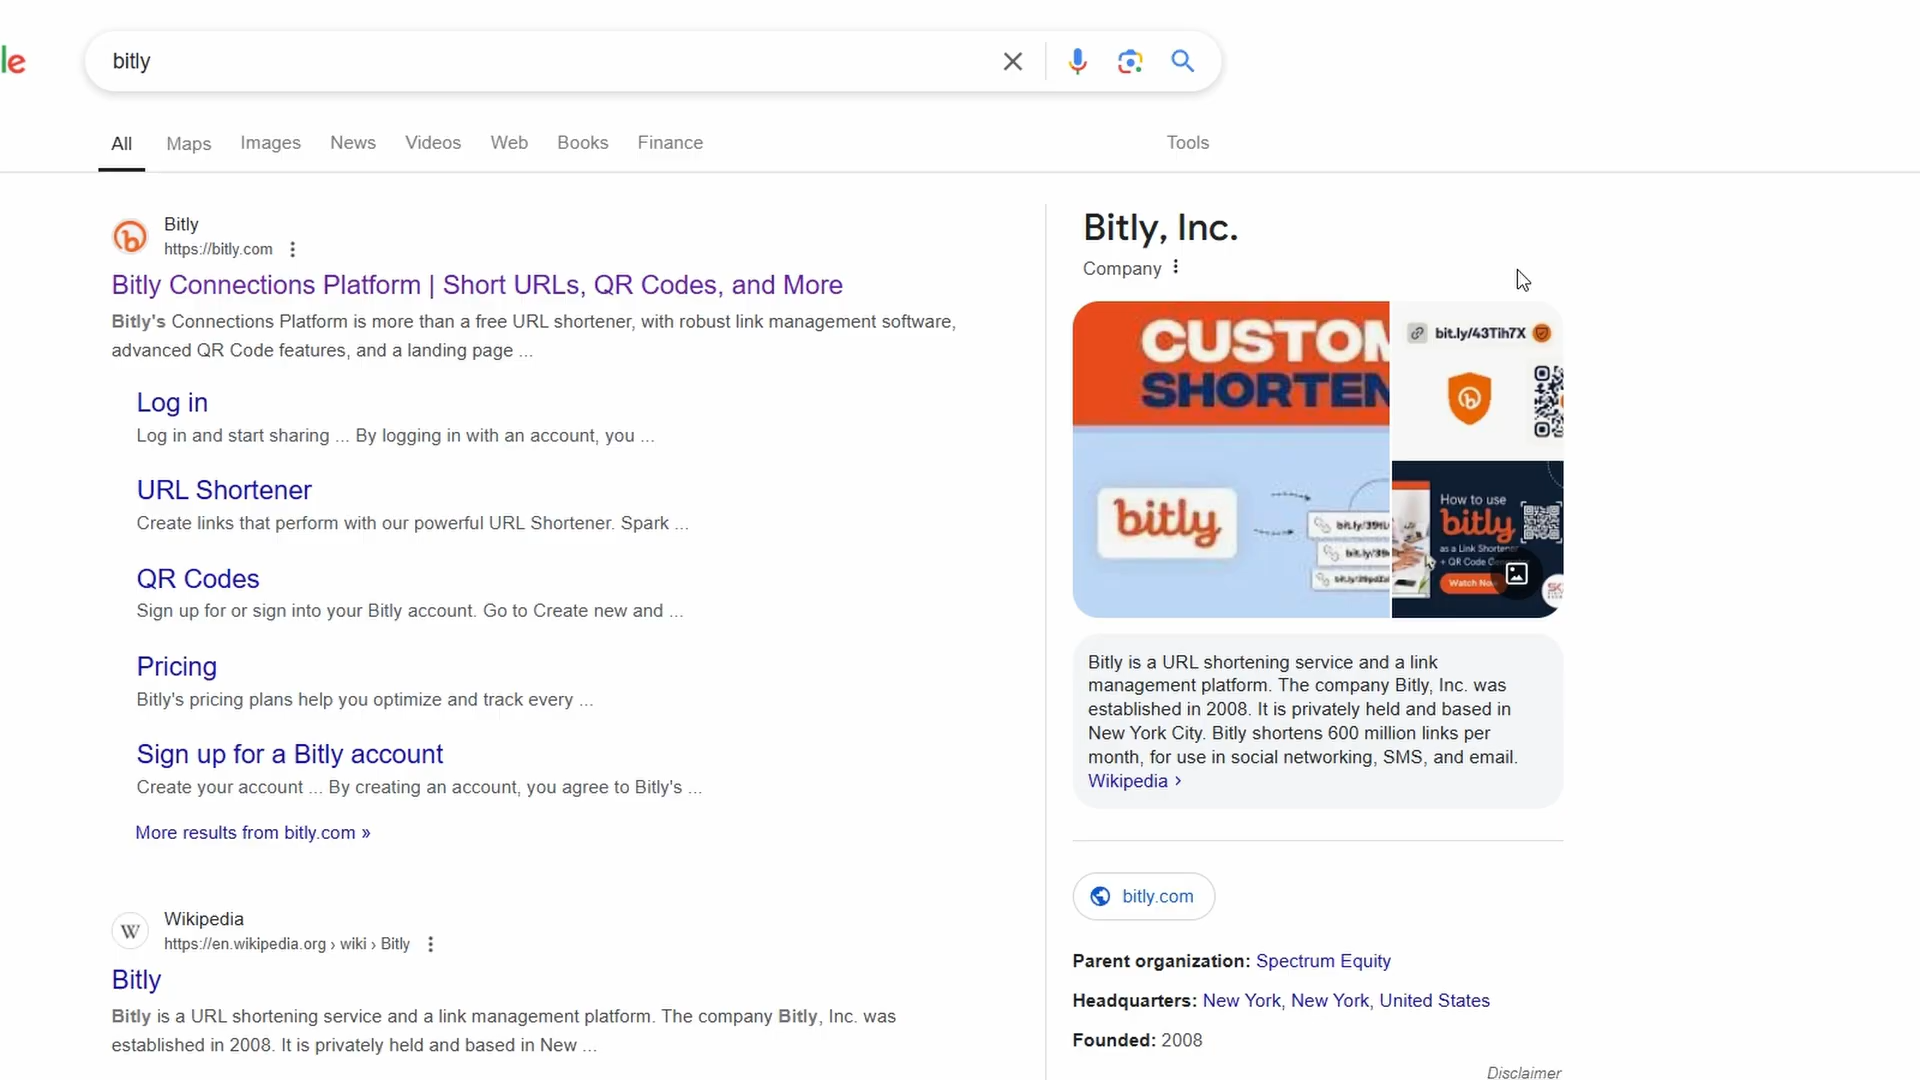 le
bitly
All
Maps
Images
News
Videos
Web
Books
Finance
Tools
Bitly
https://bitly.com
Bitly Connections Platform | Short URLs, QR Codes, and More
Bitly's Connections Platform is more than a free URL shortener, with robust link management software,
advanced QR Code features, and a landing page ...
Log in
Log in and start sharing ... By logging in with an account, you ...
URL Shortener
Create links that perform with our powerful URL Shortener. Spark ...
QR Codes
Sign up for or sign into your Bitly account. Go to Create new and ...
Pricing
Bitly's pricing plans help you optimize and track every ...
Sign up for a Bitly account
Create your account ... By creating an account, you agree to Bitly's ...
More results from bitly.com »
W
Wikipedia
https://en.wikipedia.org › wiki › Bitly
Bitly
Bitly is a URL shortening service and a link management platform. The company Bitly, Inc. was
established in 2008. It is privately held and based in New ...
Bitly, Inc.
Company
CUSTOM
SHORTEN
bitly
bit.ly/43Tih7X
How to use
bitly
as a Link Shortener
+ QR Code
Watch Now
Bitly is a URL shortening service and a link
management platform. The company Bitly, Inc. was
established in 2008. It is privately held and based in
New York City. Bitly shortens 600 million links per
month, for use in social networking, SMS, and email.
Wikipedia ›
bitly.com
Parent organization: Spectrum Equity
Headquarters: New York, New York, United States
Founded: 2008
Disclaimer